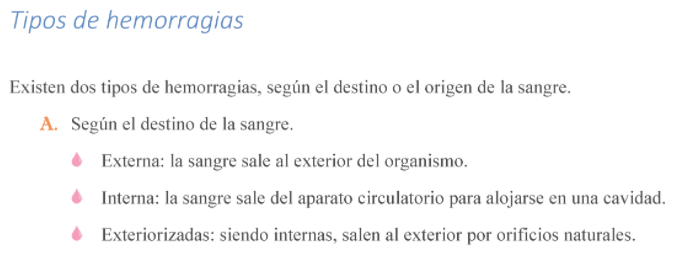 Tipos de hemorragias
Existen dos tipos de hemorragias, según el destino o el origen de la sangre.
A. Según el destino de la sangre.
Externa: la sangre sale al exterior del organismo.
Interna: la sangre sale del aparato circulatorio para alojarse en una cavidad.
Exteriorizadas: siendo internas, salen al exterior por orificios naturales.